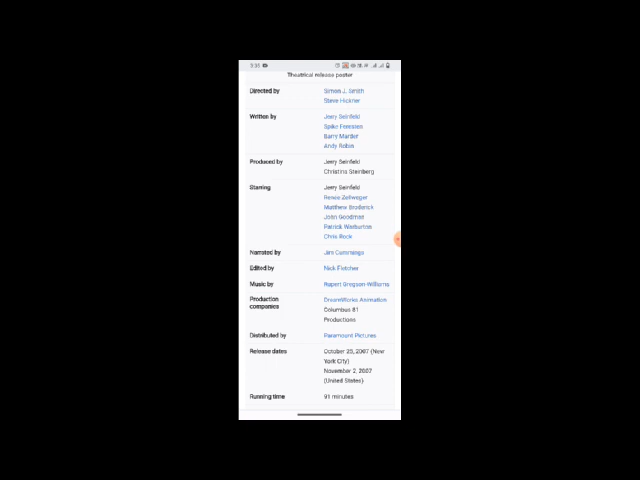 Theatrical release poster
Directed by
Simon J. Smith
Steve Hickner
Written by
Jerry Seinfeld
Spike Feresten
Barry Marder
Andy Robin
Produced by
Jerry Seinfeld
Christina Steinberg
Starring
Jerry Seinfeld
Renée Zellweger
Matthew Broderick
John Goodman
Patrick Warburton
Chris Rock
Narrated by
Jim Cummings
Edited by
Nick Fletcher
Music by
Rupert Gregson-Williams
Production
companies
DreamWorks Animation
Columbus 81
Productions
Distributed by
Paramount Pictures
Release dates
October 25, 2007 (New
York City)
November 2, 2007
(United States)
Running time
91 minutes